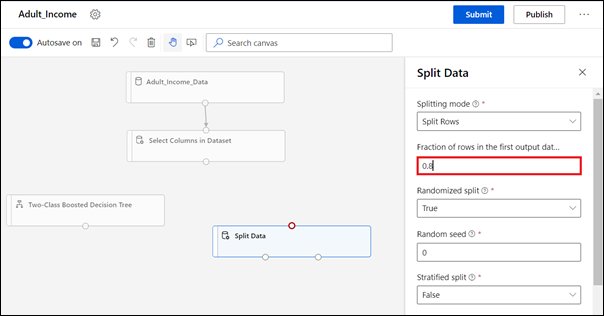 Adult_Income
Submit
Publish
Autosave on
Search canvas
Adult_Income_Data
Select Columns in Dataset
Two-Class Boosted Decision Tree
Split Data
Split Data
Splitting mode *
Split Rows
Fraction of rows in the first output dat...
0.8
Randomized split *
True
Random seed *
0
Stratified split *
False